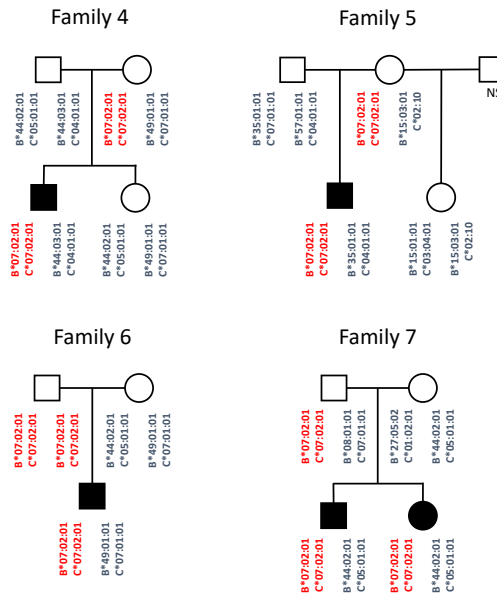 Family 4
B*44:02:01
C*05:01:01
B*44:03:01
C*04:01:01
B*07:02:01
C*07:02:01
B*49:01:01
C*07:01:01
B*07:02:01
C*07:02:01
B*44:03:01
C*04:01:01
B*44:02:01
C*05:01:01
B*49:01:01
C*07:01:01
Family 5
NS
B*35:01:01
C*07:01:01
B*57:01:01
C*04:01:01
B*07:02:01
C*07:02:01
B*15:03:01
C*02:10
B*07:02:01
C*07:02:01
B*35:01:01
C*04:01:01
B*15:01:01
C*03:04:01
B*15:03:01
C*02:10
Family 6
B*07:02:01
C*07:02:01
B*07:02:01
C*07:02:01
B*44:02:01
C*05:01:01
B*49:01:01
C*07:01:01
B*07:02:01
C*07:02:01
B*49:01:01
C*07:01:01
Family 7
B*07:02:01
C*07:02:01
B*08:01:01
C*07:01:01
B*27:05:02
C*01:02:01
B*44:02:01
C*05:01:01
B*07:02:01
C*07:02:01
B*44:02:01
C*05:01:01
B*07:02:01
C*07:02:01
B*44:02:01
C*05:01:01